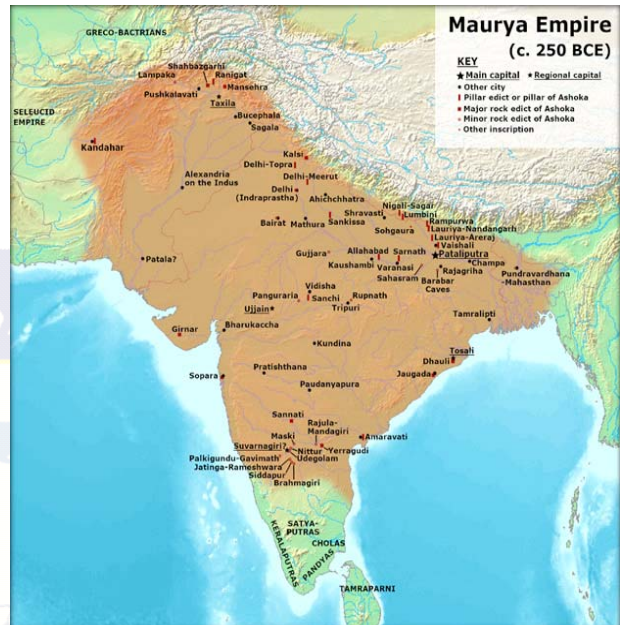 Maurya Empire
(c. 250 BCE)
KEY
Main capital Regional capital
Other city
Pillar edict or pillar of Ashoka
Major rock edict of Ashoka
Minor rock edict of Ashoka
Other inscription
GRECO-BACTRIANS
Shahbazgarhi
Lampaka
Ranigat
Mansehra
Pushkalavati
Taxila
SELEUCID
EMPIRE
Bucephala
Sagala
Kandahar
Kalsi
Delhi-Topra
Alexandria
on the Indus
Delhi-Meerut
Delhi
(Indraprastha)
Ahichchhatra
Nigali-Sagar
Lumbini
Shravasti
Rampurwa
Bairat
Mathura
Sankissa
Sohgaura
Lauriya-Nandangarh
Lauriya-Areraj
Vaishali
Gujjara
Allahabad
Sarnath
Pataliputra
Patala?
Kaushambi
Varanasi
Champa
Rajagriha
Sahasram
Pundravardhana
-Mahasthan
Barabar
Caves
Vidisha
Panguraria
Sanchi
Rupnath
Tripuri
Ujjain
Tamralipti
Girnar
Bharukaccha
Kundina
Tosali
Dhauli
Sopara
Pratishthana
Jaugada
Paudanyapura
Sannati
Rajula-
Mandagiri
Maski
Amaravati
Suvarnagiri?
Nittur
Yerragudi
Palkigundu-Gavimath
Udegolam
Jatinga-Rameshwara
Siddapur
Brahmagiri
SATYA-
PUTRAS
KERALAPUTRAS
CHOLAS
PANDYAS
TAMRAPARNI